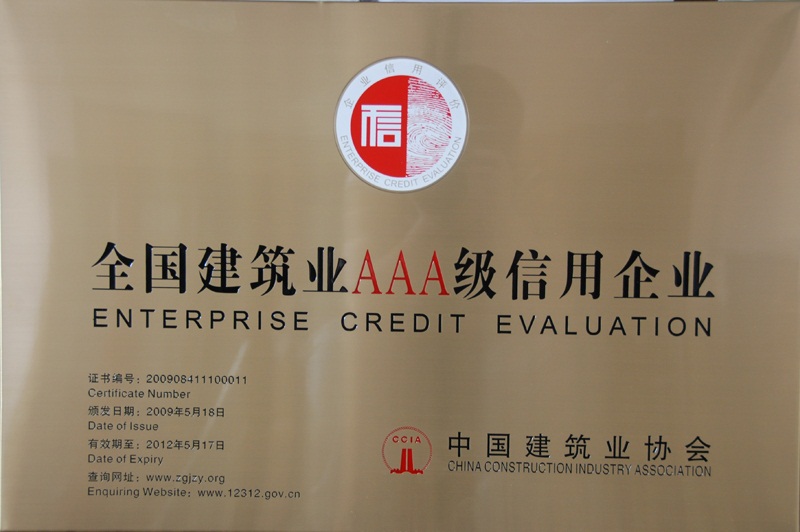 企业信用评价
信
ENTERPRISE CREDIT EVALUATION
全国建筑业AAA级信用企业
ENTERPRISE CREDIT EVALUATION
证书编号：200908411100011
Certificate Number
颁发日期：2009年5月18日
Date of Issue
有效期至：2012年5月17日
Date of Expiry
查询网址：www.zgjzy.org
Enquiring Website：www.12312.gov.cn
CCIA
中国建筑业协会
CHINA CONSTRUCTION INDUSTRY ASSOCIATION